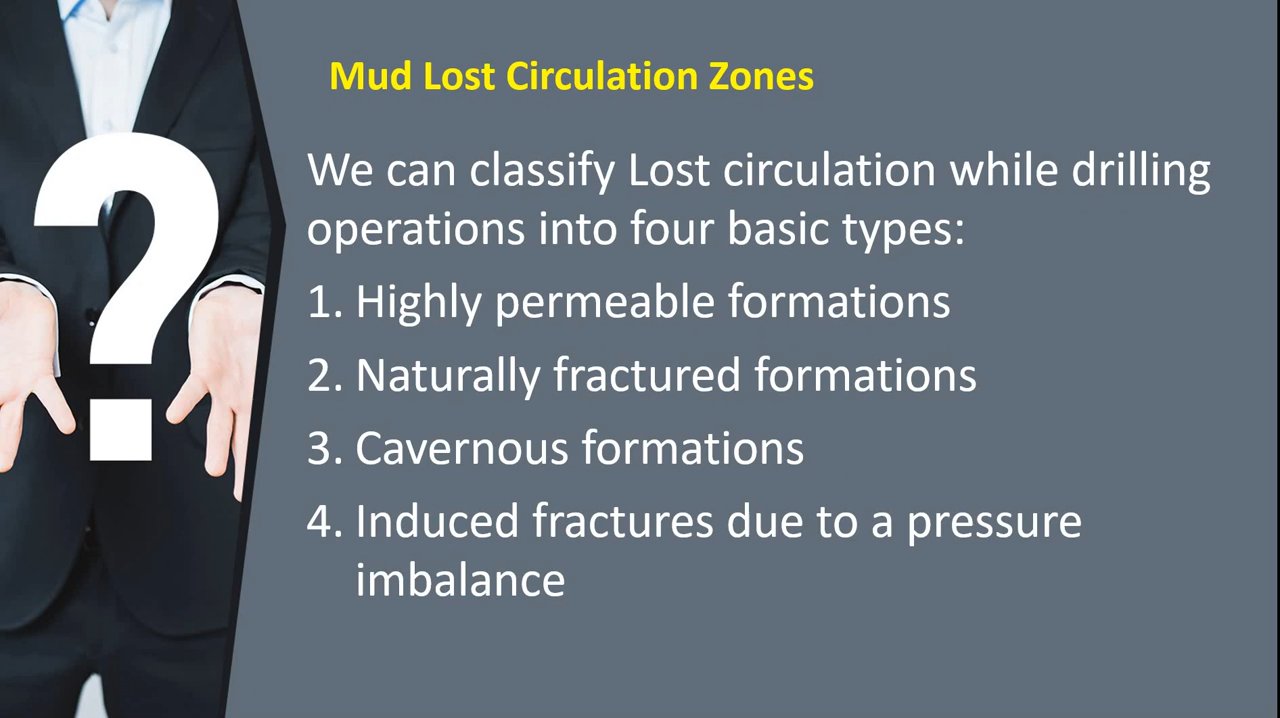 Mud Lost Circulation Zones
We can classify Lost circulation while drilling
operations into four basic types:
1. Highly permeable formations
2. Naturally fractured formations
3. Cavernous formations
4. Induced fractures due to a pressure
imbalance
?